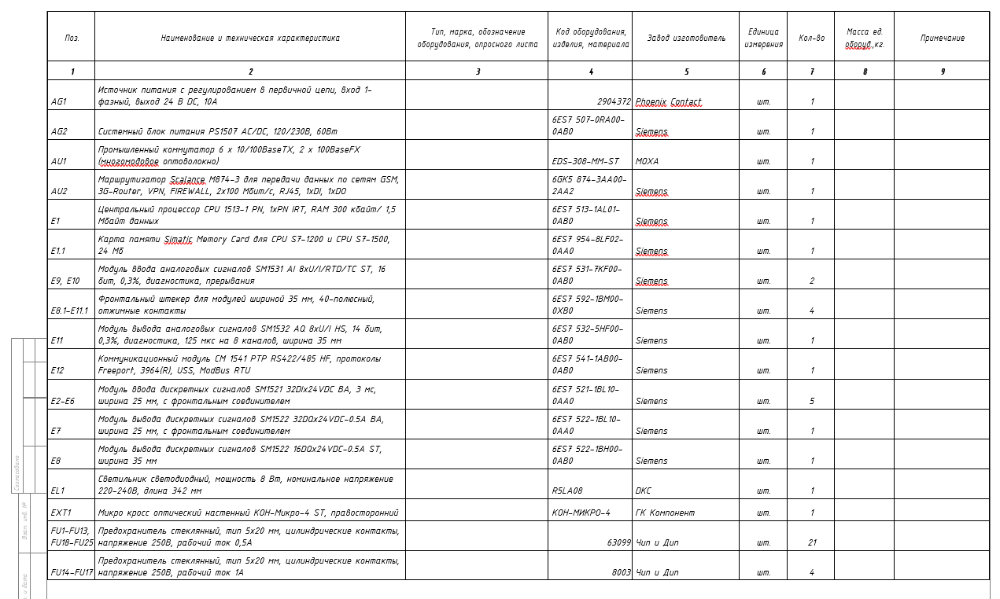 Поз.
Наименование и техническая характеристика
Тип, марка, обозначение
оборудования, опросного листа
Код оборудования,
изделия, материала
Завод изготовитель
Единица
измерения
Кол-во
Масса ед.
оборуд.,кг.
Примечание
1 2 3 4 5 6 7 8 9
AG1
Источник питания с регулированием в первичной цепи, вход 1-
фазный, выход 24 В DC, 10А
2904372 Phoenix Contact шт. 1
AG2
Системный блок питания PS1507 AC/DC, 120/230В, 60Вт
6ES7 507-0RA00-
0AB0
Siemens шт. 1
AU1
Промышленный коммутатор 6 x 10/100BaseTX, 2 x 100BaseFX
(многомодовое оптоволокно)
EDS-308-MM-ST MOXA шт. 1
AU2
Маршрутизатор Scalance M874-3 для передачи данных по сетям GSM,
3G-Router, VPN, FIREWALL, 2x100 Мбит/с, RJ45, 1xDI, 1xDO
6GK5 874-3AA00-
2AA2
Siemens шт. 1
E1
Центральный процессор CPU 1513-1 PN, 1xPN IRT, RAM 300 кбайт/ 1,5
Мбайт данных
6ES7 513-1AL01-
0AB0
Siemens шт. 1
E1.1
Карта памяти Simatic Memory Card для CPU S7-1200 и CPU S7-1500,
24 Мб
6ES7 954-8LF02-
0AA0
Siemens шт. 1
E9, E10
Модуль ввода аналоговых сигналов SM1531 AI 8xU/I/RTD/TC ST, 16
бит, 0,3%, диагностика, прерывания
6ES7 531-7KF00-
0AB0
Siemens шт. 2
E8.1-E11.1
Фронтальный штекер для модулей шириной 35 мм, 40-полюсный,
отжимные контакты
6ES7 592-1BM00-
0XB0
Siemens шт. 4
E11
Модуль вывода аналоговых сигналов SM1532 AQ 8xU/I HS, 14 бит,
0,3%, диагностика, 125 мкс на 8 каналов, ширина 35 мм
6ES7 532-5HF00-
0AB0
Siemens шт. 1
E12
Коммуникационный модуль CM 1541 PTP RS422/485 HF, протоколы
Freeport, 3964(R), USS, ModBus RTU
6ES7 541-1AB00-
0AB0
Siemens шт. 1
E2-E6
Модуль ввода дискретных сигналов SM1521 32DIx24VDC BA, 3 мс,
ширина 25 мм, с фронтальным соединителем
6ES7 521-1BL10-
0AA0
Siemens шт. 5
E7
Модуль вывода дискретных сигналов SM1522 32DQx24VDC-0.5A BA,
ширина 25 мм, с фронтальным соединителем
6ES7 522-1BL10-
0AA0
Siemens шт. 1
E8
Модуль вывода дискретных сигналов SM1522 16DQx24VDC-0.5A ST,
ширина 35 мм
6ES7 522-1BH00-
0AB0
Siemens шт. 1
EL1
Светильник светодиодный, мощность 8 Вт, номинальное напряжение
220-240В, длина 342 мм
R5LA08 DKC шт. 1
EXT1 Микро кросс оптический настенный КОН-Микро-4 ST, правосторонний КОН-МИКРО-4 ГК Компонент шт. 1
FU1-FU13,
FU18-FU25
Предохранитель стеклянный, тип 5x20 мм, цилиндрические контакты,
напряжение 250В, рабочий ток 0,5А
63099 Чип и Дип шт. 21
FU14-FU17
Предохранитель стеклянный, тип 5x20 мм, цилиндрические контакты,
напряжение 250В, рабочий ток 1А
8003 Чип и Дип шт. 4
Согласовано
Взам. инв. №
и дата